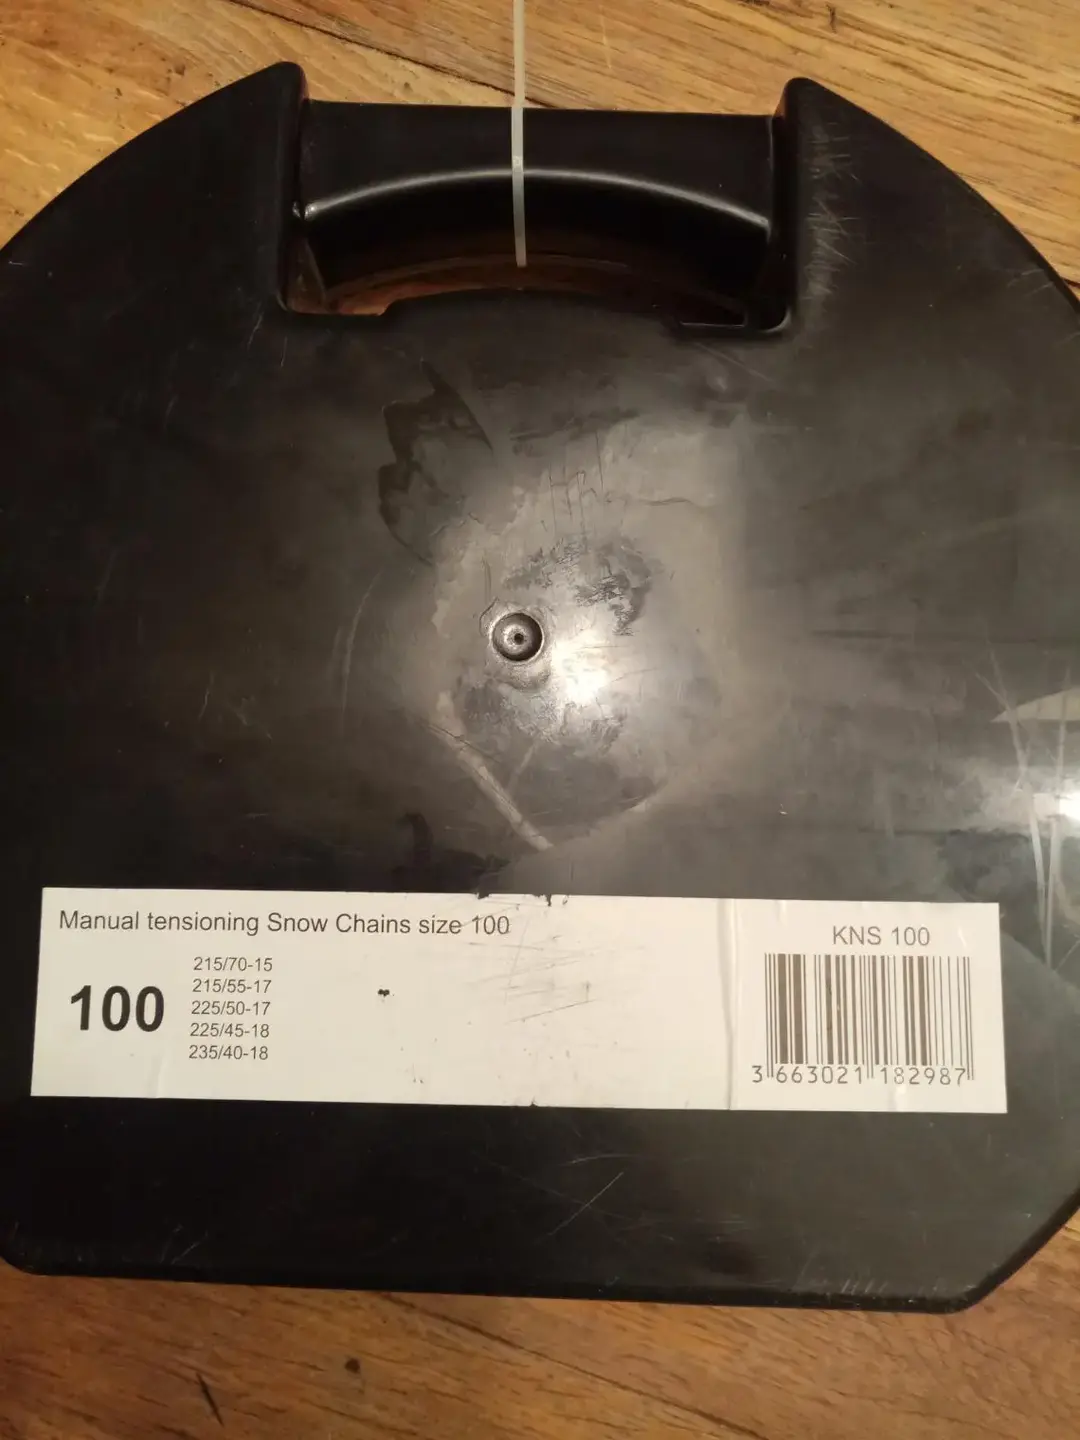 Manual tensioning Snow Chains size 100
KNS 100
100
215/70-15
215/55-17
225/50-17
225/45-18
235/40-18
3 663021 182987